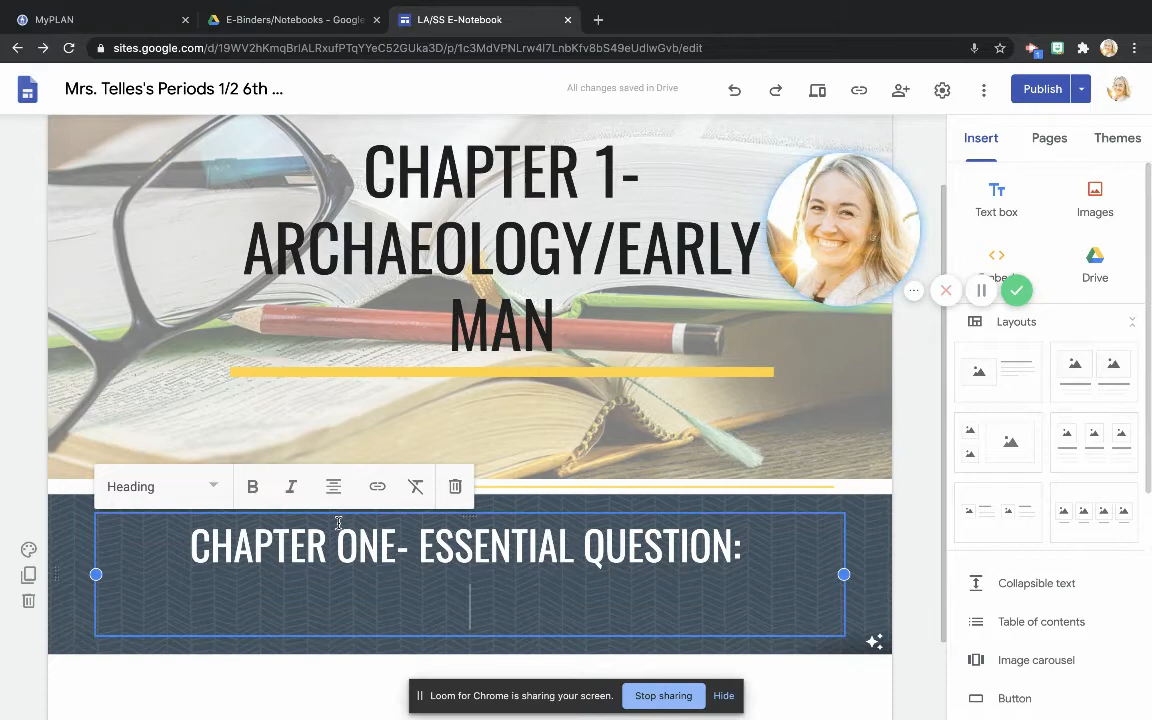 MyPLAN
E-Binders/Notebooks - Google
LA/SS E-Notebook
sites.google.com/d/19WV2hKmqBrlALRxufPTqYYeC52GUka3D/p/1c3MdVPNLrw4l7LnbKfv8bS49eUdlwGvb/edit
Mrs. Telles's Periods 1/2 6th ...
All changes saved in Drive
Publish
Insert
Pages
Themes
Text box
Images
Drive
Layouts
CHAPTER 1-
ARCHAEOLOGY/EARLY
MAN
Heading
CHAPTER ONE- ESSENTIAL QUESTION:
Collapsible text
Table of contents
Image carousel
Button
Loom for Chrome is sharing your screen.
Stop sharing
Hide